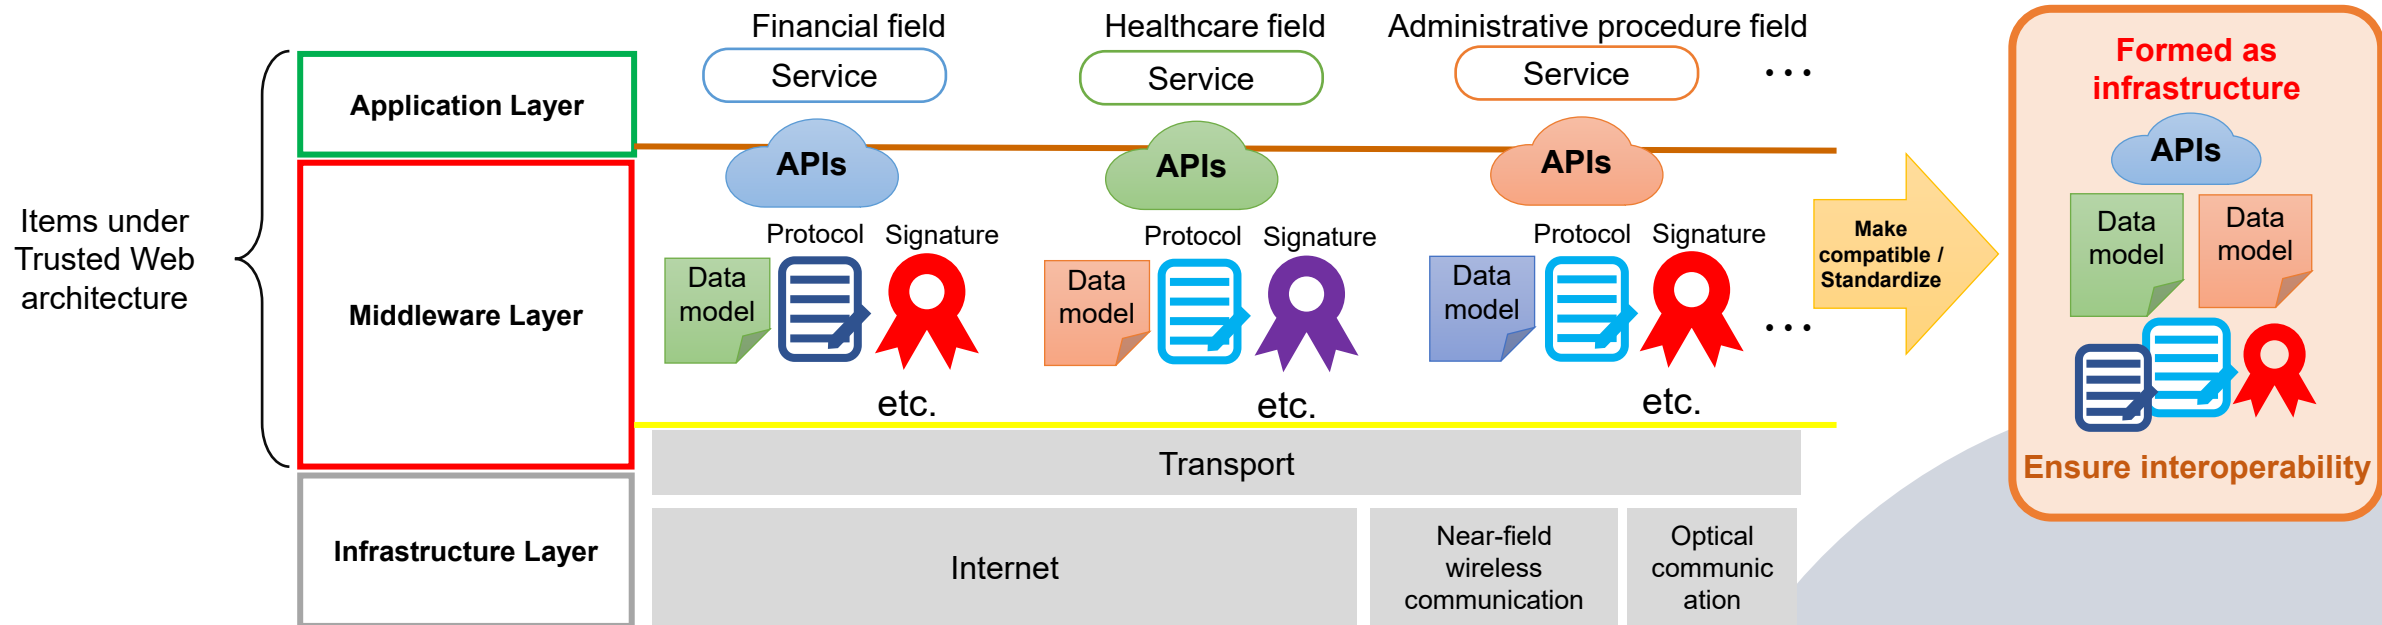 Items under
Trusted Web
architecture
Application Layer
Middleware Layer
Infrastructure Layer
Financial field
Service
APIs
Protocol
Signature
Data
model
etc.
Healthcare field
Service
APIs
Protocol
Signature
Data
model
etc.
Administrative procedure field
Service
APIs
Protocol
Signature
Data
model
etc.
...
...
Transport
Internet
Near-field
wireless
communication
Optical
communic
ation
Make
compatible /
Standardize
Formed as
infrastructure
APIs
Data
model
Data
model
Ensure interoperability